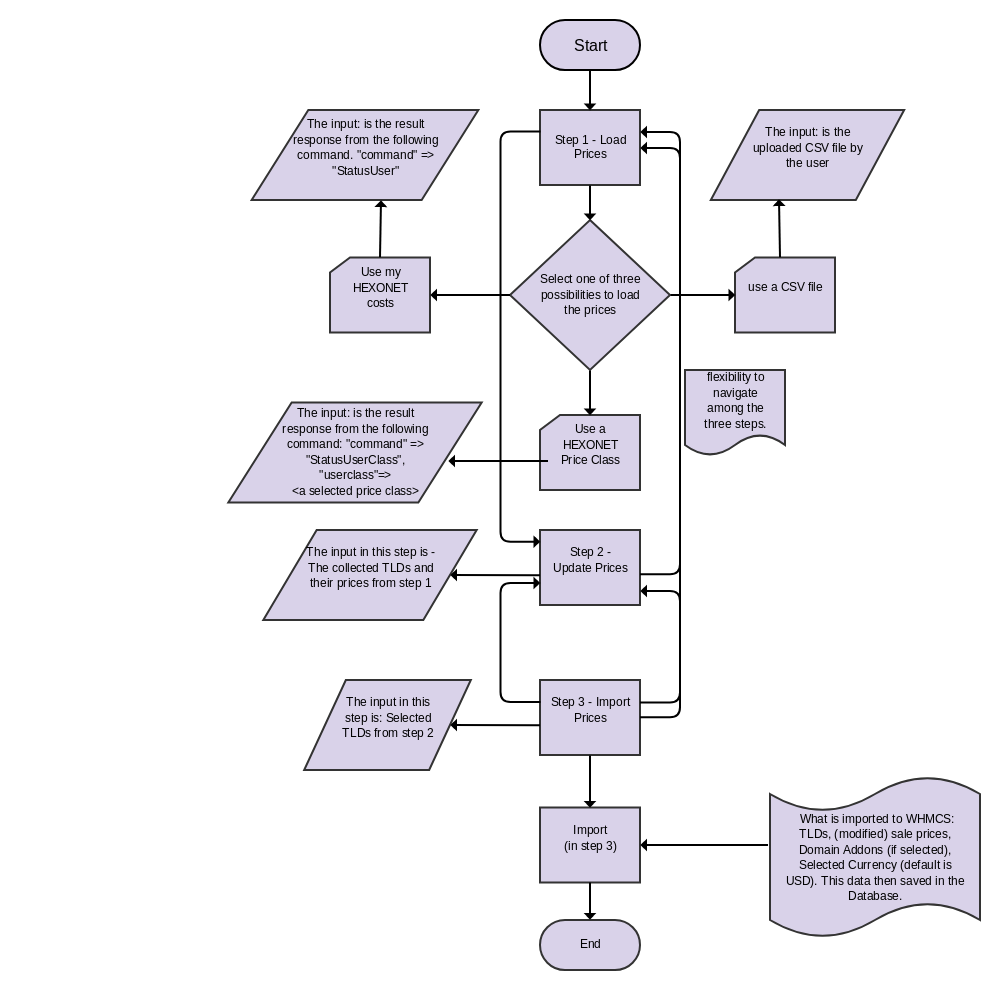 Start
The input: is the result
response from the following
command. "command" =>
"StatusUser"
Step 1 - Load
Prices
The input: is the
uploaded CSV file by
the user
Use my
HEXONET
costs
Select one of three
possibilities to load
the prices
use a CSV file
flexibility to
navigate
among the
three steps.
The input: is the result
response from the following
command: "command" =>
"StatusUserClass",
"userclass"=>
<a selected price class>
Use a
HEXONET
Price Class
The input in this step is -
The collected TLDs and
their prices from step 1
Step 2 -
Update Prices
The input in this
step is: Selected
TLDs from step 2
Step 3 - Import
Prices
Import
(in step 3)
What is imported to WHMCS:
TLDs, (modified) sale prices,
Domain Addons (if selected),
Selected Currency (default is
USD). This data then saved in the
Database.
End